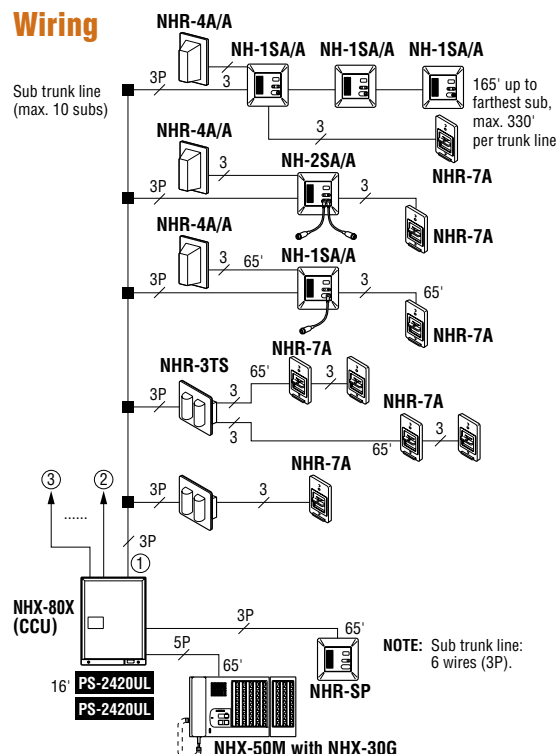 Wiring
NHR-4A/A
NH-1SA/A NH-1SA/A NH-1SA/A
Sub trunk line
(max. 10 subs)
3P
3
165' up to
farthest sub,
max. 330'
per trunk line
3
NHR-7A
NHR-4A/A
NH-2SA/A
3
3
3P
NHR-7A
NHR-4A/A
NH-1SA/A
3 65'
3
65'
3P
NHR-7A
NHR-3TS
NHR-7A
65'
3
3P
3
3
NHR-7A
65'
3
NHR-7A
3P
3
3
2
......
3P
1
NHX-80X
(CCU)
3P
65'
5P
65'
NOTE: Sub trunk line:
6 wires (3P).
NHR-SP
16' PS-2420UL
PS-2420UL
NHX-50M with NHX-30G